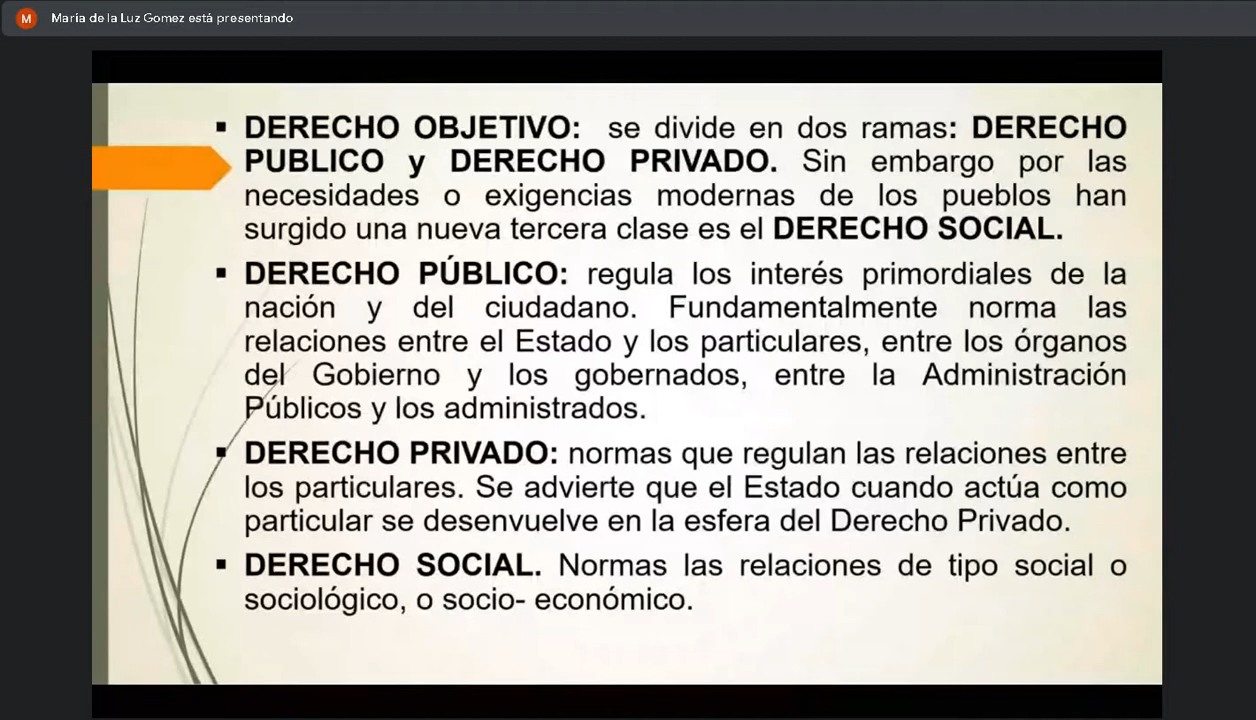 M
María de la Luz Gomez está presentando
▪ DERECHO OBJETIVO: se divide en dos ramas: DERECHO
PUBLICO y DERECHO PRIVADO. Sin embargo por las
necesidades o exigencias modernas de los pueblos han
surgido una nueva tercera clase es el DERECHO SOCIAL.
▪ DERECHO PÚBLICO: regula los interés primordiales de la
nación y del ciudadano. Fundamentalmente norma las
relaciones entre el Estado y los particulares, entre los órganos
del Gobierno y los gobernados, entre la Administración
Públicos y los administrados.
▪ DERECHO PRIVADO: normas que regulan las relaciones entre
los particulares. Se advierte que el Estado cuando actúa como
particular se desenvuelve en la esfera del Derecho Privado.
▪ DERECHO SOCIAL. Normas las relaciones de tipo social o
sociológico, o socio- económico.